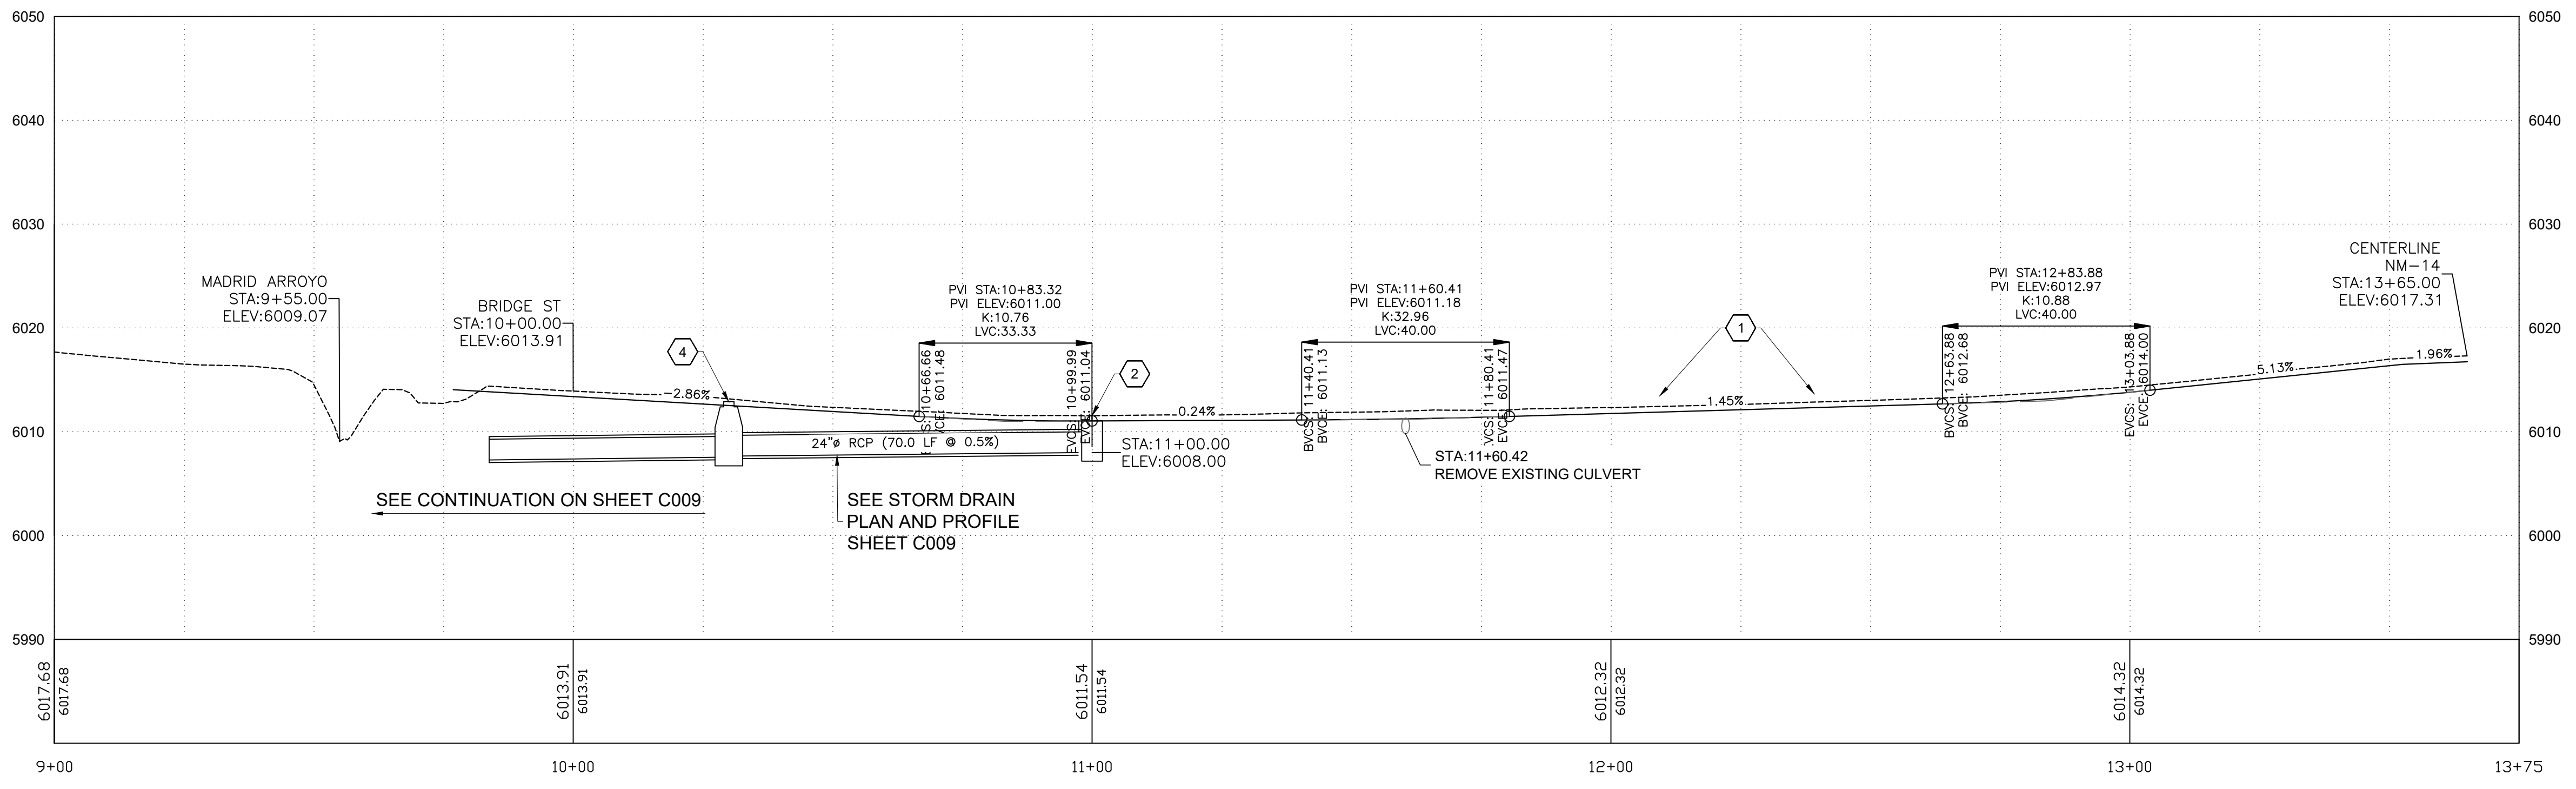 6050
6050
6040
6040
6030
6030
6020
6020
6010
6010
6000
6000
5990
5990
MADRID ARROYO
STA:9+55.00
ELEV:6009.07
BRIDGE ST
STA:10+00.00
ELEV:6013.91
4
-2.86%
PVI STA:10+83.32
PVI ELEV:6011.00
K:10.76
LVC:33.33
10+66.66
6011.48
EVCS: 10+99.99
EVCE: 6011.04
2
24"ø RCP (70.0 LF @ 0.5%)
STA:11+00.00
ELEV:6008.00
0.24%
SEE CONTINUATION ON SHEET C009
SEE STORM DRAIN
PLAN AND PROFILE
SHEET C009
PVI STA:11+60.41
PVI ELEV:6011.18
K:32.96
LVC:40.00
BVCS: 11+40.41
BVCE: 6011.13
EVCS: 11+80.41
EVCE: 6011.47
STA:11+60.42
REMOVE EXISTING CULVERT
1
1.45%
PVI STA:12+83.88
PVI ELEV:6012.97
K:10.88
LVC:40.00
BVCS: 12+63.88
BVCE: 6012.68
EVCS: 13+03.88
EVCE: 6014.00
5.13%
1.96%
CENTERLINE
NM-14
STA:13+65.00
ELEV:6017.31
6017.68
6017.68
6013.91
6013.91
6011.54
6011.54
6012.32
6012.32
6014.32
6014.32
9+00
10+00
11+00
12+00
13+00
13+75